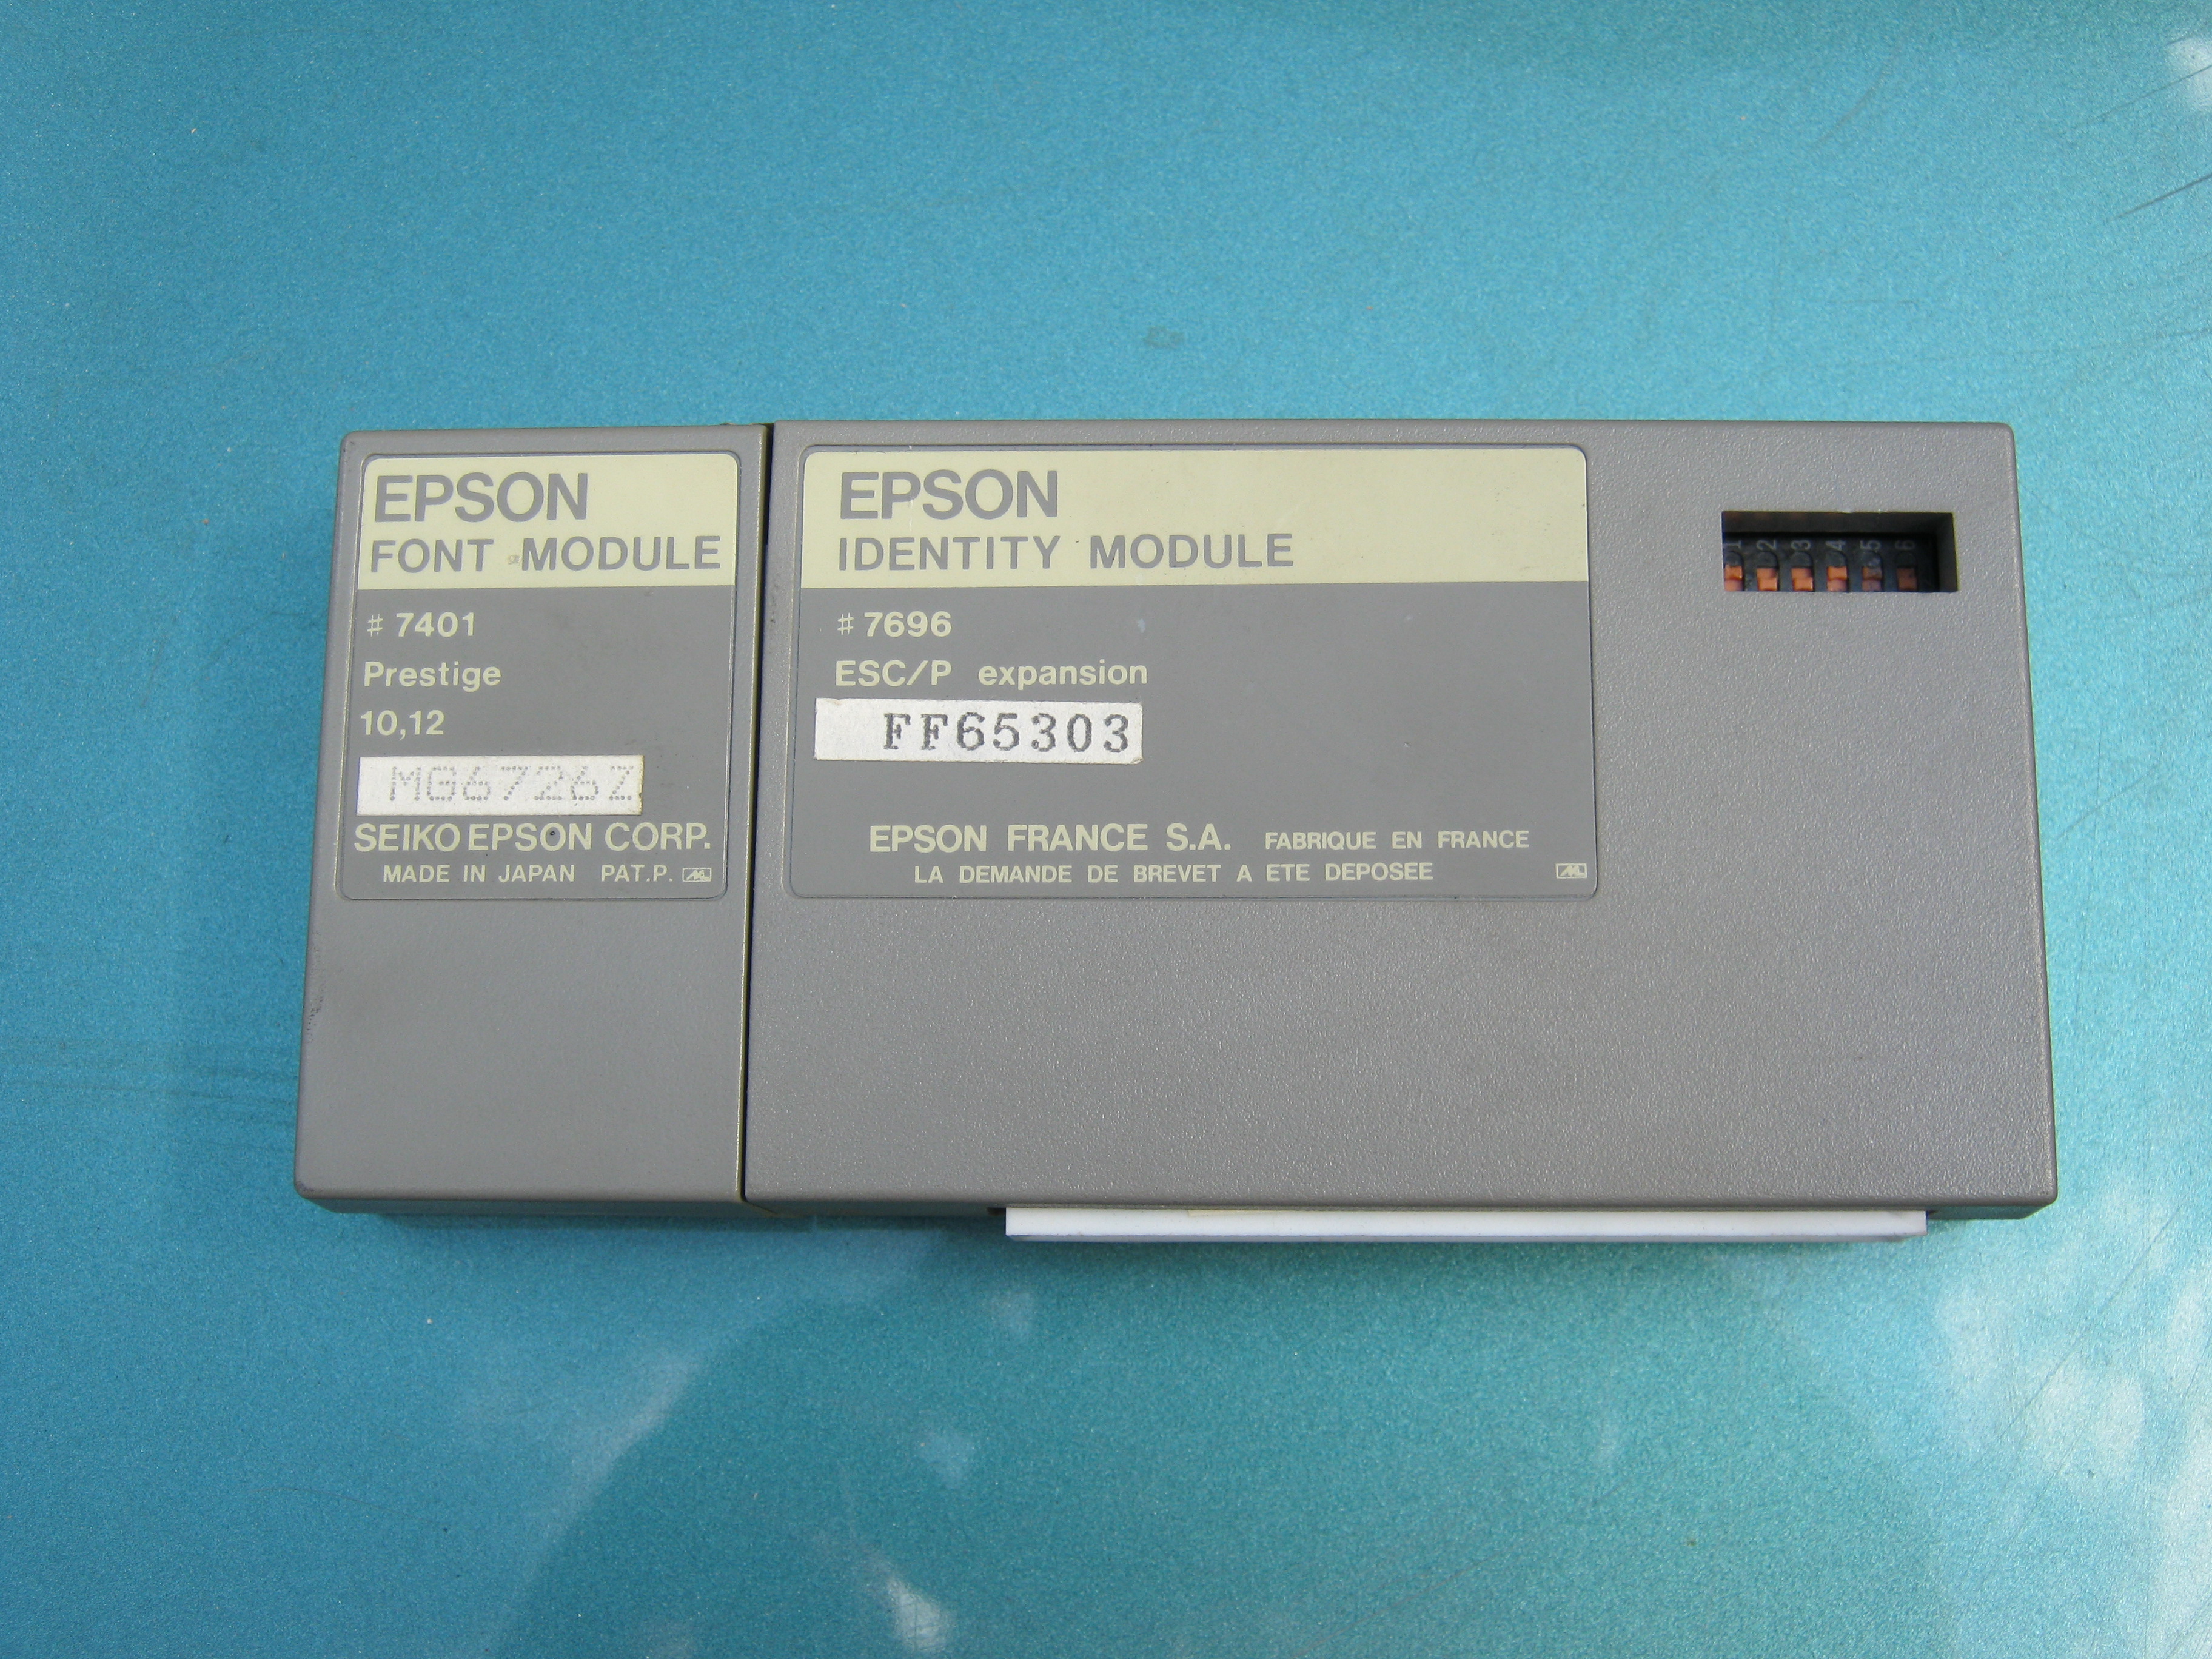 EPSON
FONT MODULE
# 7401
Prestige
10,12
MG67262
SEIKO EPSON CORP.
MADE IN JAPAN PAT.P.
EPSON
IDENTITY MODULE
# 7696
ESC/P expansion
FF65303
EPSON FRANCE S.A. FABRIQUE EN FRANCE
LA DEMANDE DE BREVET A ETE DEPOSEE
1 2 3 4 5 6